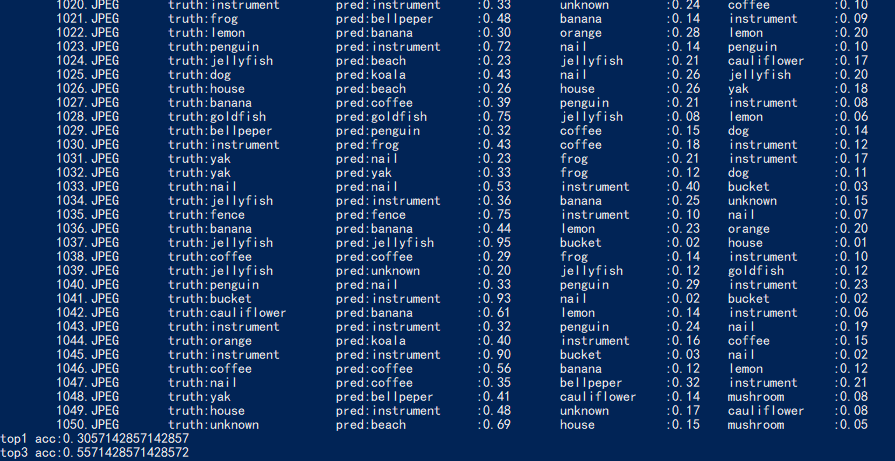 1020.JPEG truth:instrument pred:instrument :0.33 unknown :0.24 coffee :0.10
1021.JPEG truth:frog pred:bellpeper :0.48 banana :0.14 instrument :0.09
1022.JPEG truth:lemon pred:banana :0.30 orange :0.28 lemon :0.20
1023.JPEG truth:penguin pred:instrument :0.72 nail :0.14 penguin :0.10
1024.JPEG truth:jellyfish pred:beach :0.23 jellyfish :0.21 cauliflower :0.17
1025.JPEG truth:dog pred:koala :0.43 nail :0.26 jellyfish :0.20
1026.JPEG truth:house pred:beach :0.26 house :0.26 yak :0.18
1027.JPEG truth:banana pred:coffee :0.39 penguin :0.21 instrument :0.08
1028.JPEG truth:goldfish pred:goldfish :0.75 jellyfish :0.08 lemon :0.06
1029.JPEG truth:bellpeper pred:penguin :0.32 coffee :0.15 dog :0.14
1030.JPEG truth:instrument pred:frog :0.43 coffee :0.18 instrument :0.12
1031.JPEG truth:yak pred:nail :0.23 frog :0.21 instrument :0.17
1032.JPEG truth:yak pred:yak :0.33 frog :0.12 dog :0.11
1033.JPEG truth:nail pred:nail :0.53 instrument :0.40 bucket :0.03
1034.JPEG truth:jellyfish pred:instrument :0.36 banana :0.25 unknown :0.15
1035.JPEG truth:fence pred:fence :0.75 instrument :0.10 nail :0.07
1036.JPEG truth:banana pred:banana :0.44 lemon :0.23 orange :0.20
1037.JPEG truth:jellyfish pred:jellyfish :0.95 bucket :0.02 house :0.01
1038.JPEG truth:coffee pred:coffee :0.29 frog :0.14 instrument :0.10
1039.JPEG truth:jellyfish pred:unknown :0.20 jellyfish :0.12 goldfish :0.12
1040.JPEG truth:penguin pred:nail :0.33 penguin :0.29 instrument :0.23
1041.JPEG truth:bucket pred:instrument :0.93 nail :0.02 bucket :0.02
1042.JPEG truth:cauliflower pred:banana :0.61 lemon :0.14 instrument :0.06
1043.JPEG truth:instrument pred:instrument :0.32 penguin :0.24 nail :0.19
1044.JPEG truth:orange pred:koala :0.40 instrument :0.16 coffee :0.15
1045.JPEG truth:instrument pred:instrument :0.90 bucket :0.03 nail :0.02
1046.JPEG truth:coffee pred:coffee :0.56 banana :0.12 lemon :0.12
1047.JPEG truth:nail pred:coffee :0.35 bellpeper :0.32 instrument :0.21
1048.JPEG truth:yak pred:bellpeper :0.41 cauliflower :0.14 mushroom :0.08
1049.JPEG truth:house pred:instrument :0.48 unknown :0.17 cauliflower :0.08
1050.JPEG truth:unknown pred:beach :0.69 house :0.15 mushroom :0.05
top1 acc:0.3057142857142857
top3 acc:0.5571428571428572